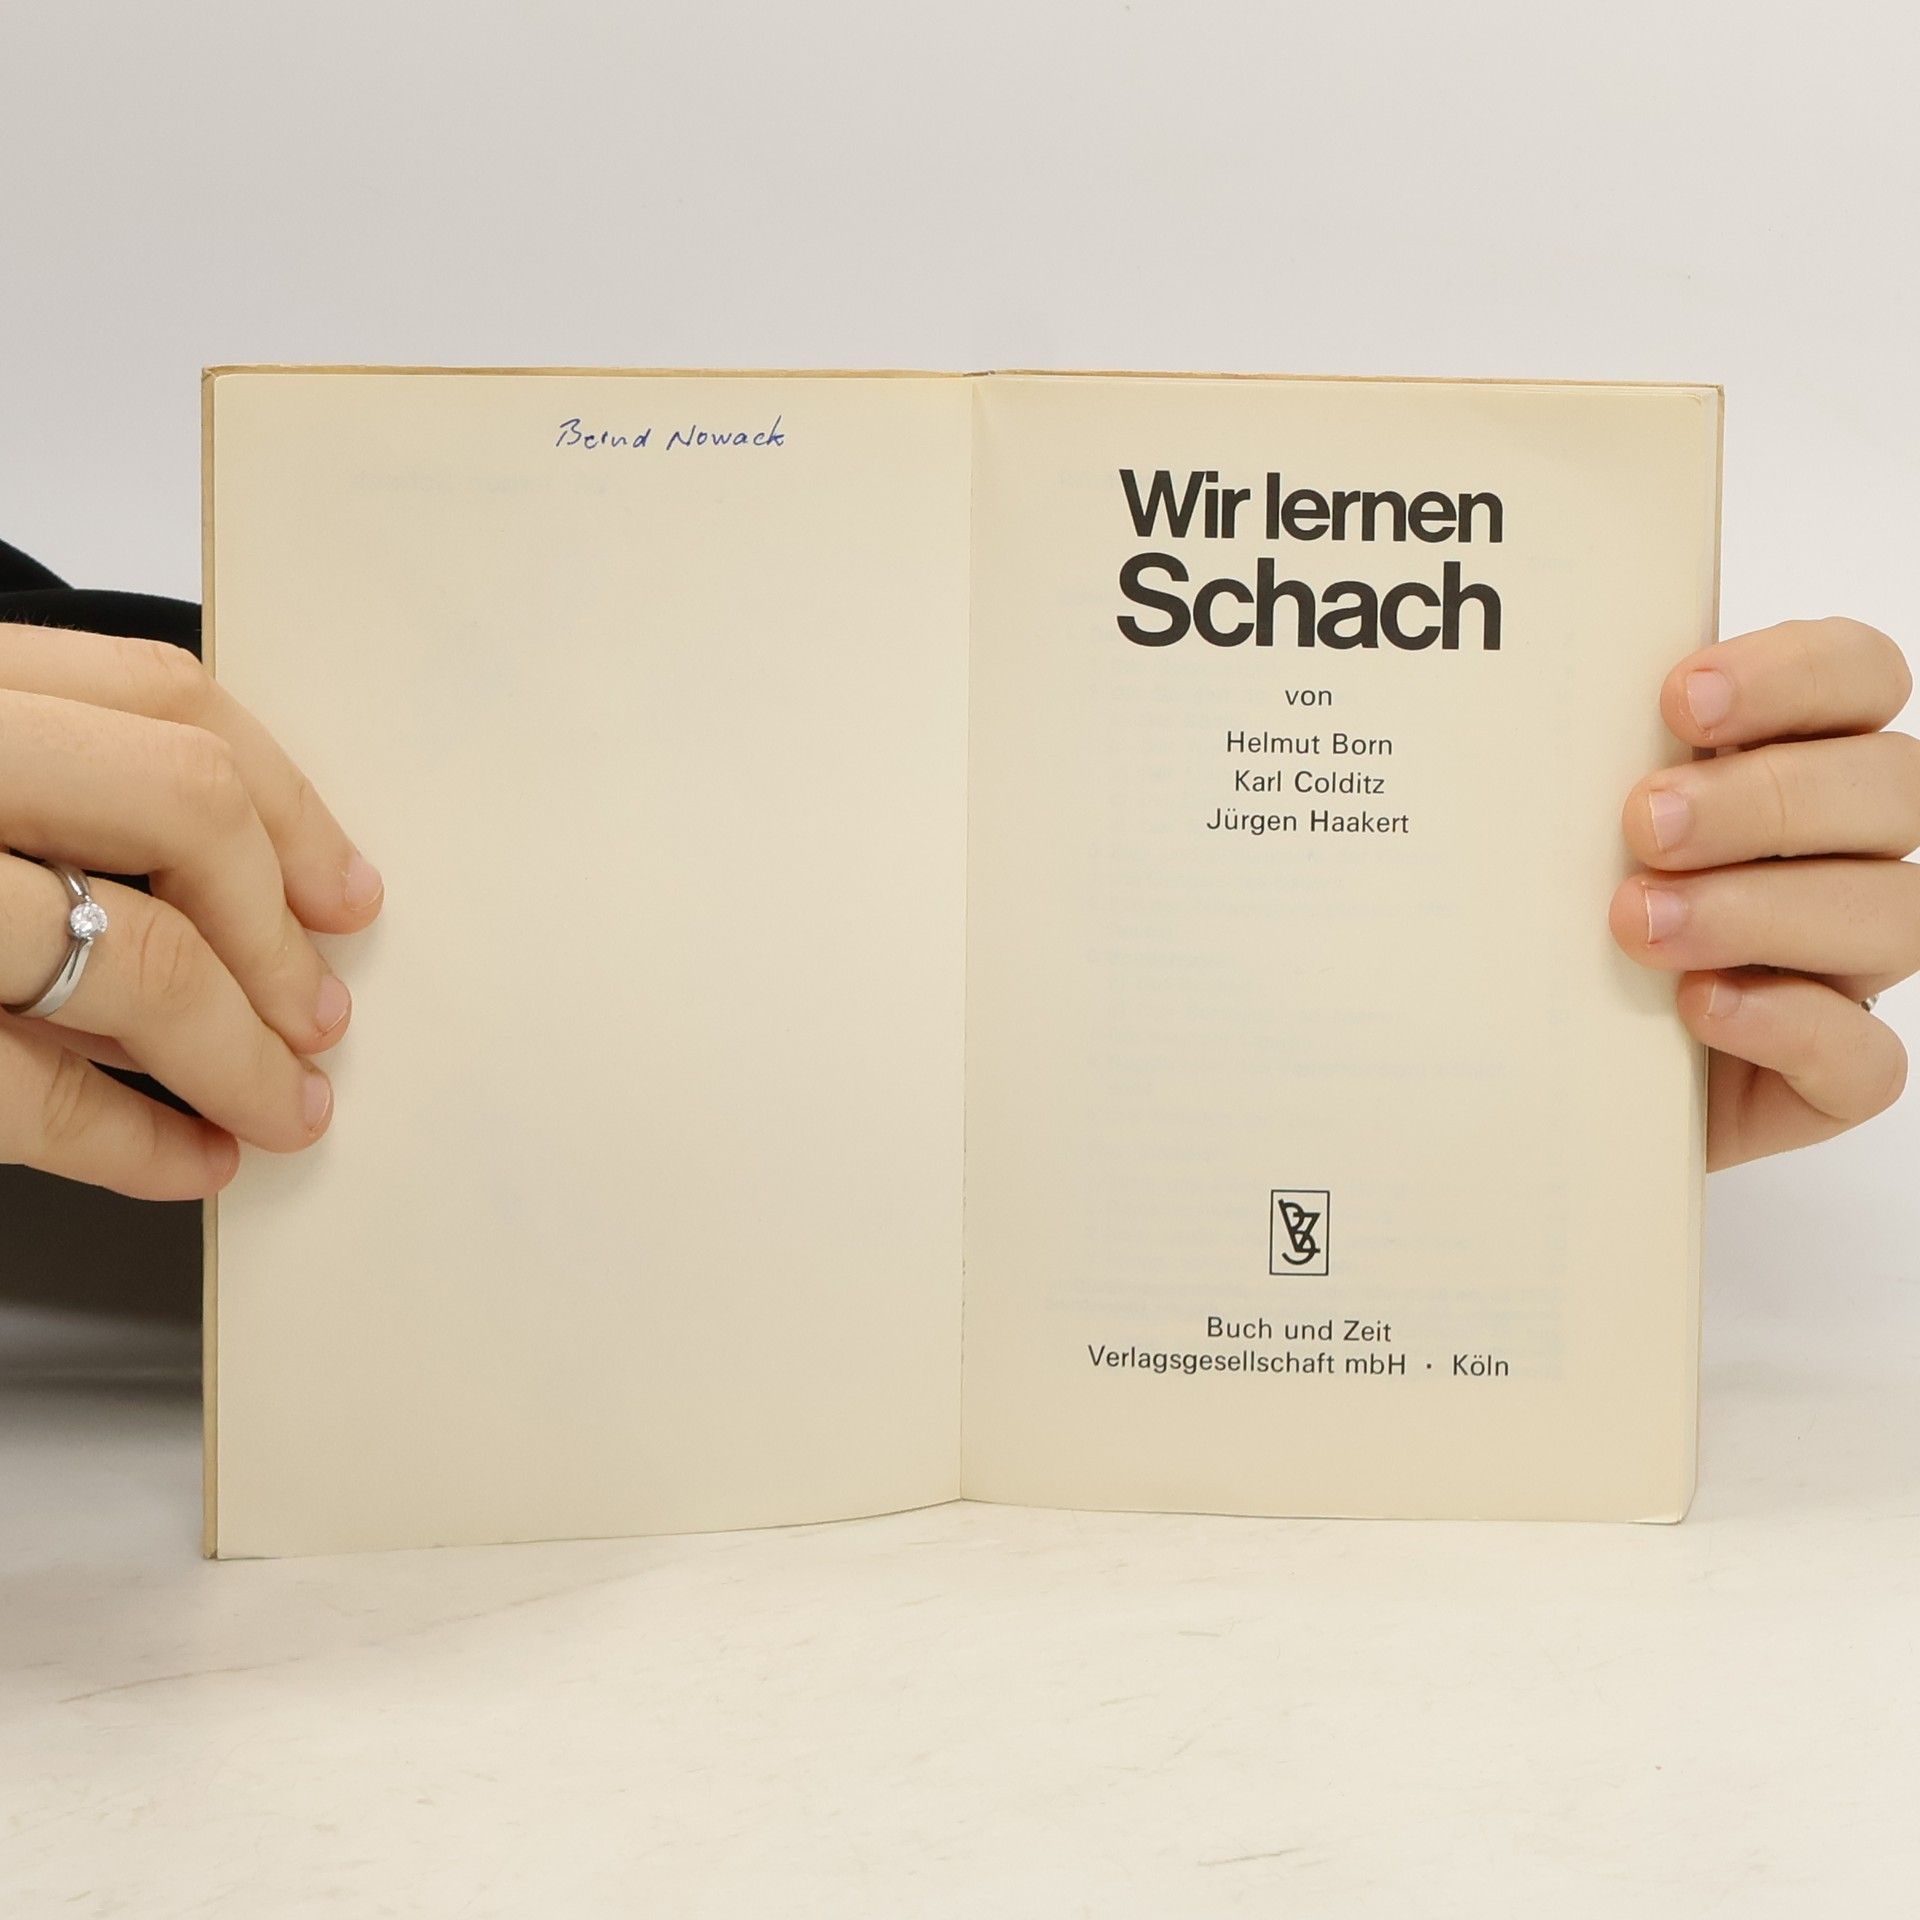 Bernd Nowack
Wir lernen
Schach
von
Helmut Born
Karl Colditz
Jürgen Haakert
Buch und Zeit
Verlagsgesellschaft mbH · Köln